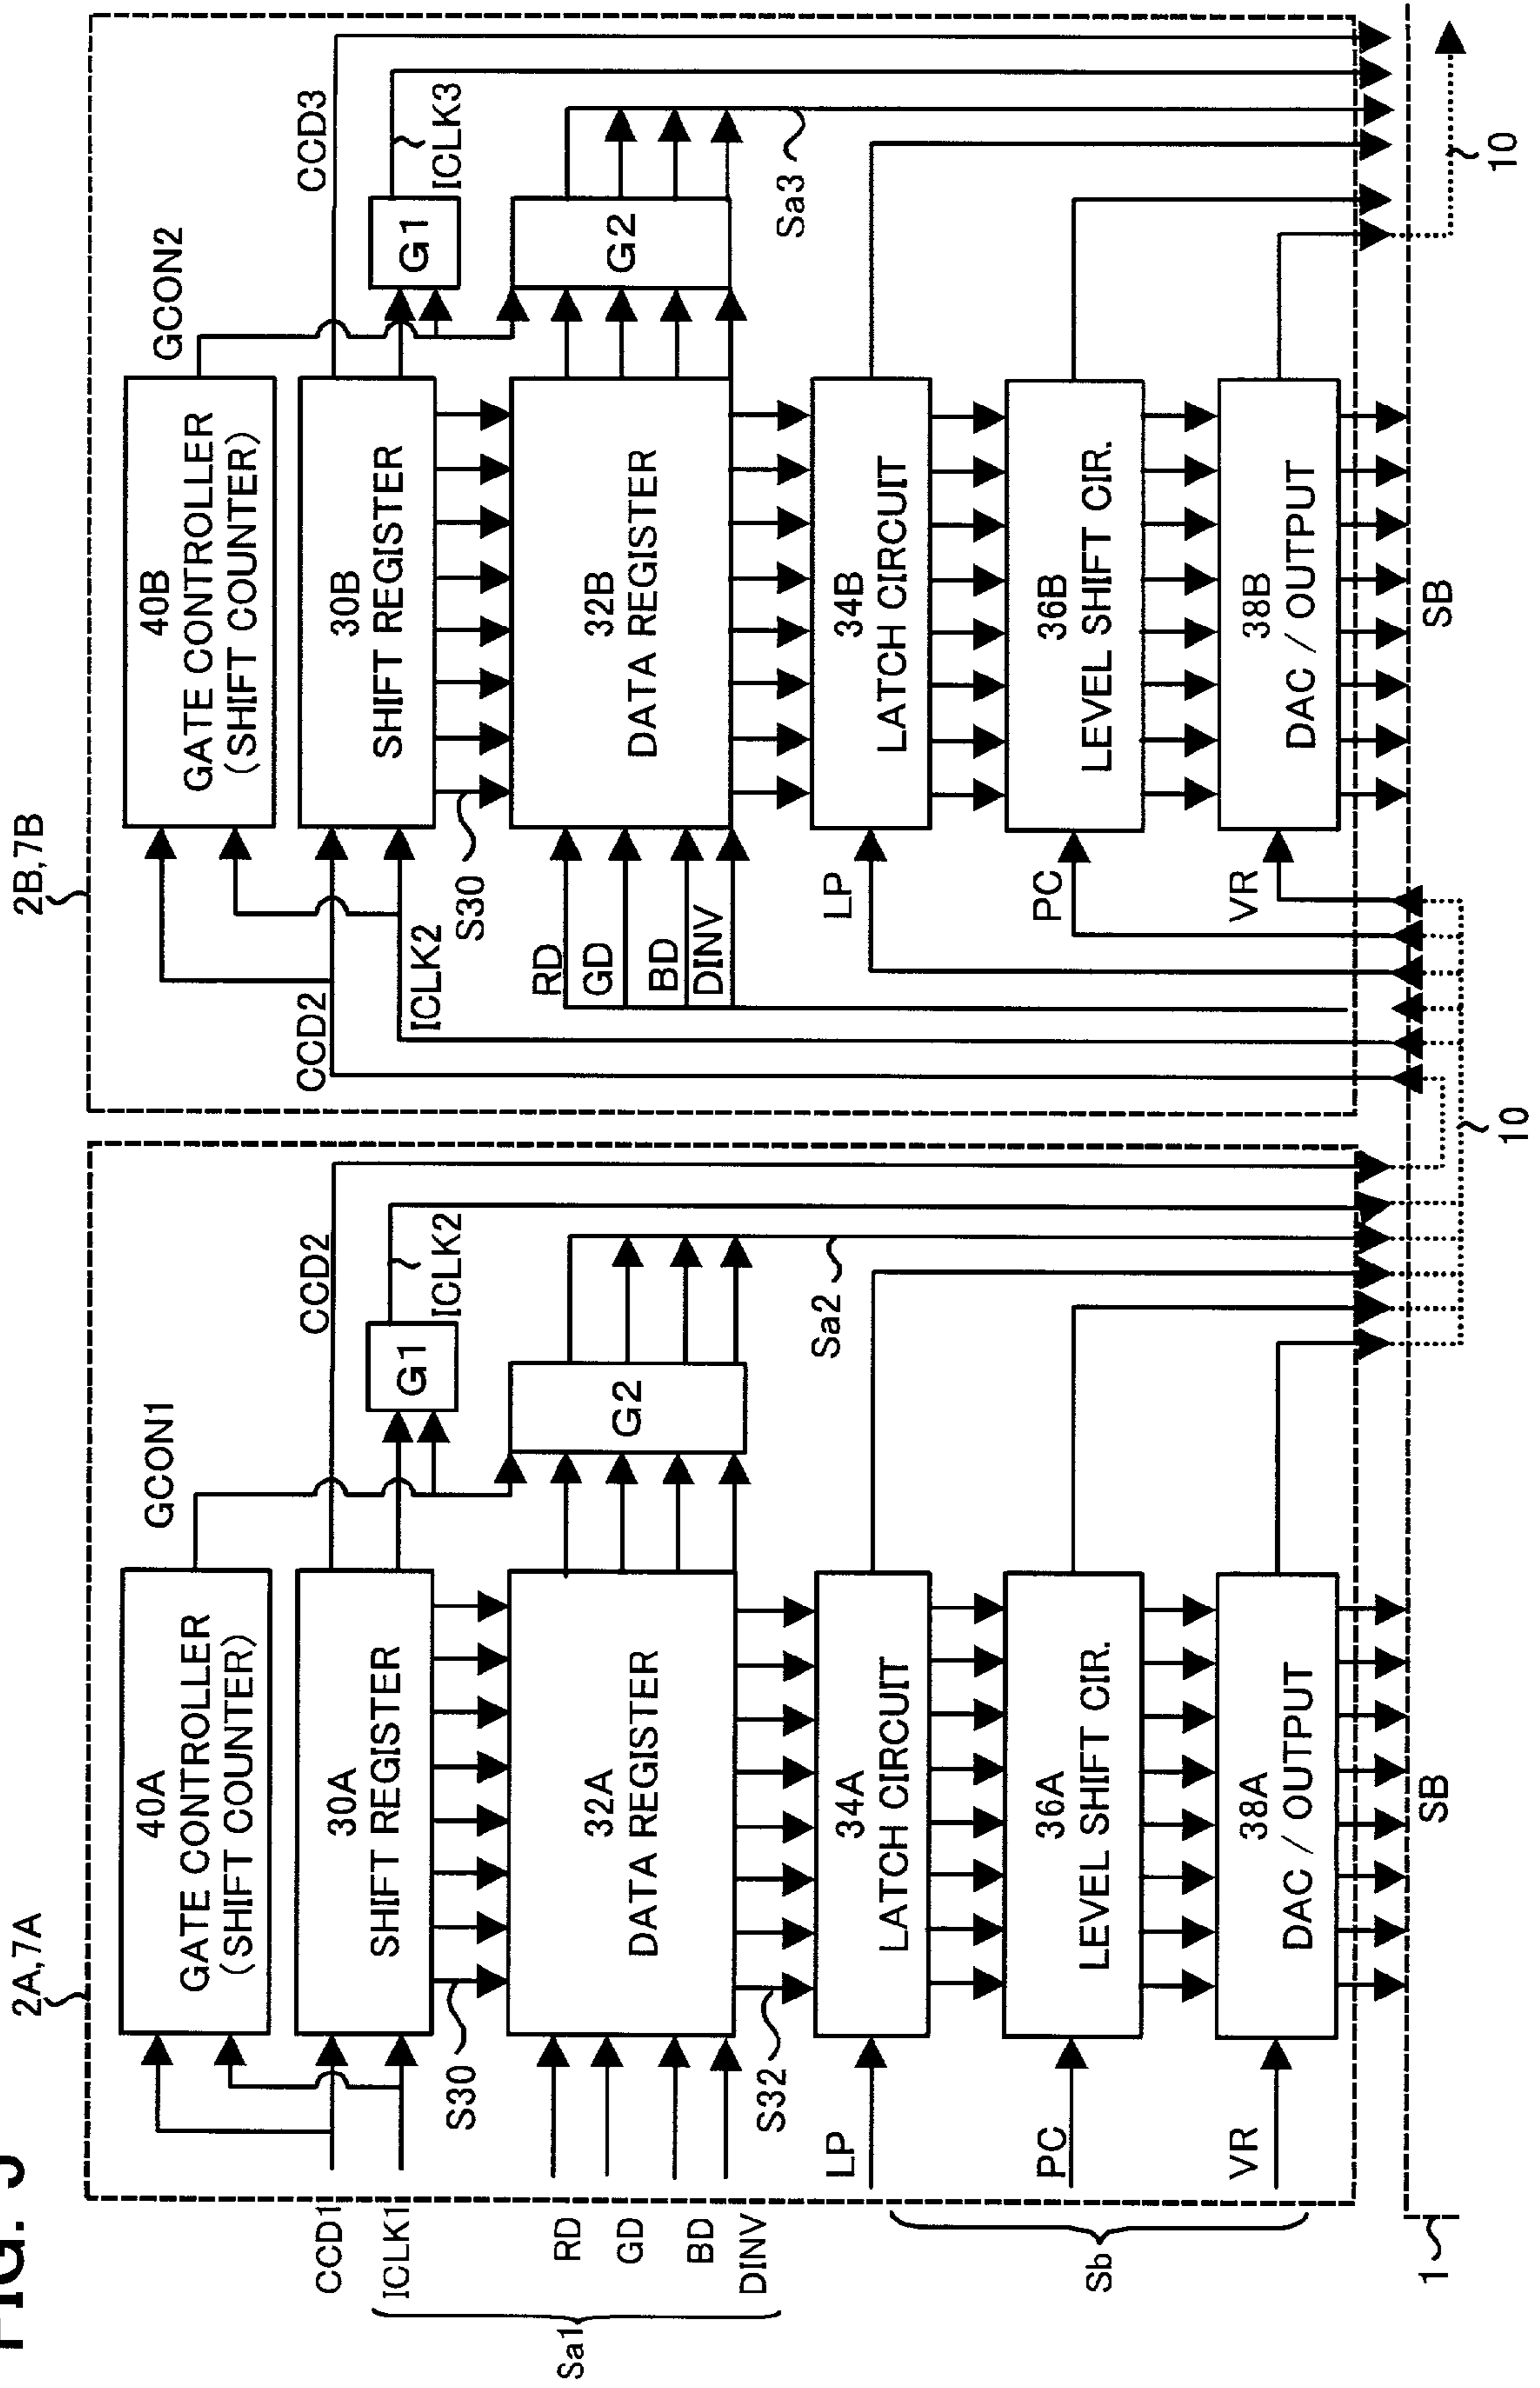 FIG. 5
2A,7A
2B,7B
40A
GATE CONTROLLER
(SHIFT COUNTER)
GCON1
30A
SHIFT REGISTER
CCD2
G1
ICLK2
CCD1
ICLK1
S30
32A
DATA REGISTER
G2
RD
GD
BD
DINV
Sa1
Sa2
S32
34A
LATCH CIRCUIT
LP
36A
LEVEL SHIFT CIR.
PC
38A
DAC / OUTPUT
VR
Sb
SB
1
10
40B
GATE CONTROLLER
(SHIFT COUNTER)
GCON2
30B
SHIFT REGISTER
CCD3
G1
ICLK3
CCD2
ICLK2
S30
32B
DATA REGISTER
G2
RD
GD
BD
DINV
Sa3
34B
LATCH CIRCUIT
LP
36B
LEVEL SHIFT CIR.
PC
38B
DAC / OUTPUT
VR
SB
10